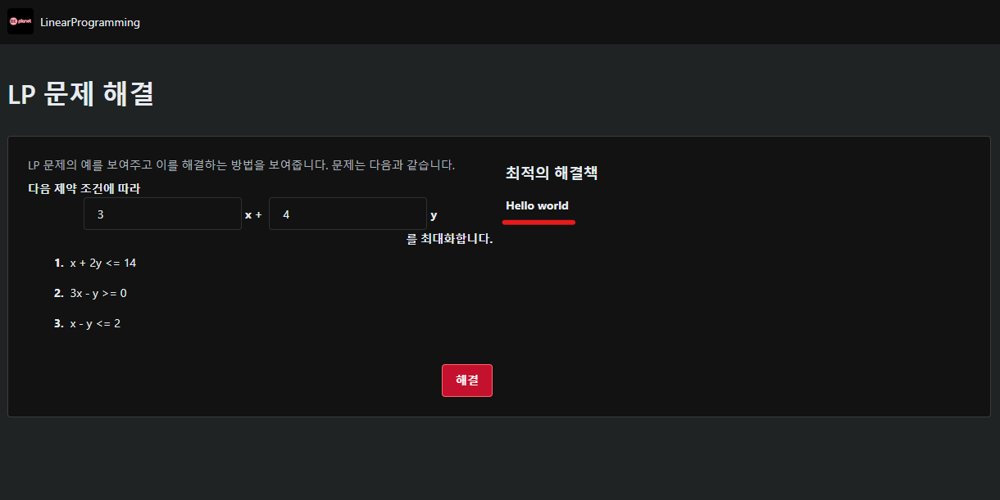 planet
LinearProgramming
LP 문제 해결
LP 문제의 예를 보여주고 이를 해결하는 방법을 보여줍니다. 문제는 다음과 같습니다.
다음 제약 조건에 따라
3 x + 4 y
를 최대화합니다.
1. x + 2y <= 14
2. 3x - y >= 0
3. x - y <= 2
해결
최적의 해결책
Hello world